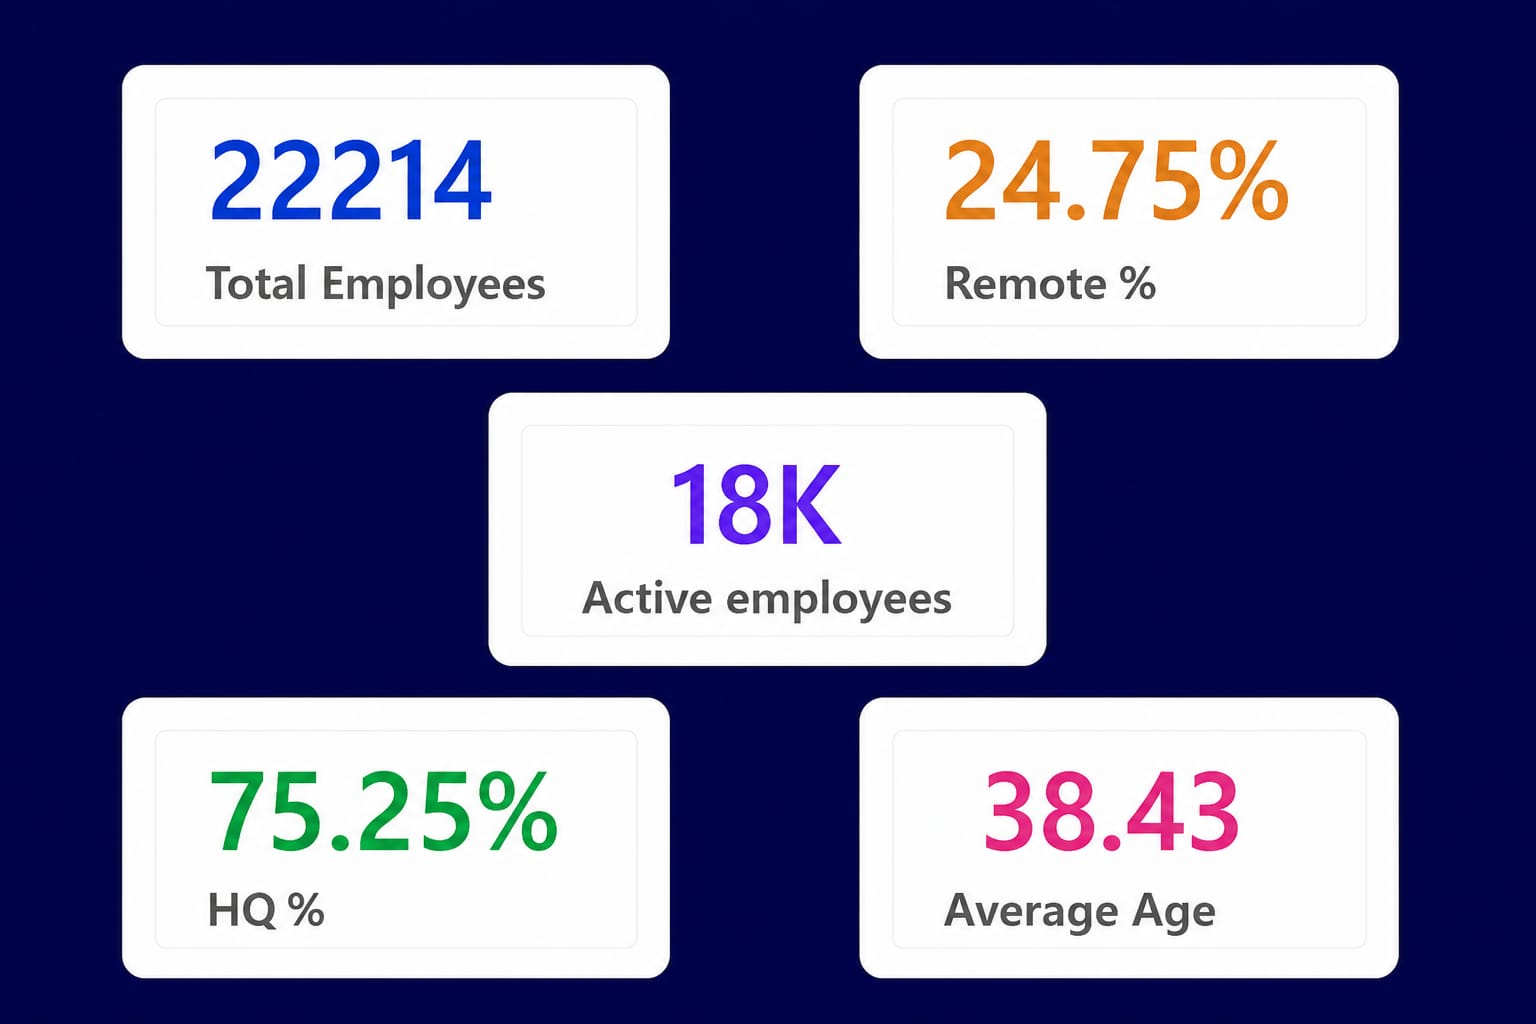 22214
Total Employees
24.75%
Remote %
18K
Active employees
75.25%
HQ %
38.43
Average Age